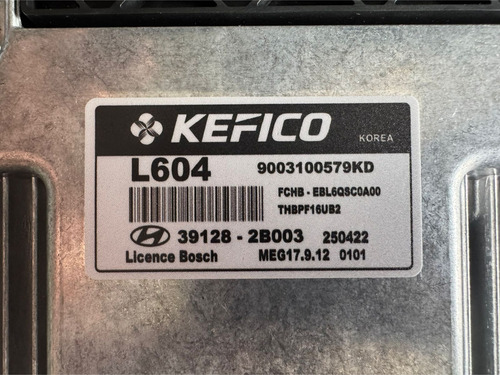 KEFICO
KOREA
L604 9003100579KD
FCHB - EBL6QSC0A00
THBPF16UB2
39128 - 2B003 250422
Licence Bosch MEG17.9.12 0101